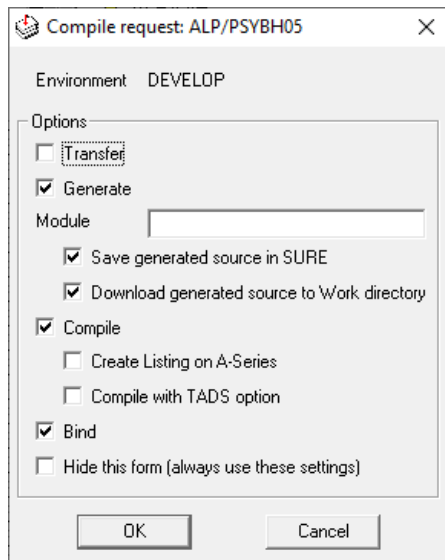 Compile request: ALP/PSYBH05
Environment DEVELOP
Options
Transfer
Generate
Module
Save generated source in SURE
Download generated source to Work directory
Compile
Create Listing on A-Series
Compile with TADS option
Bind
Hide this form (always use these settings)
OK Cancel